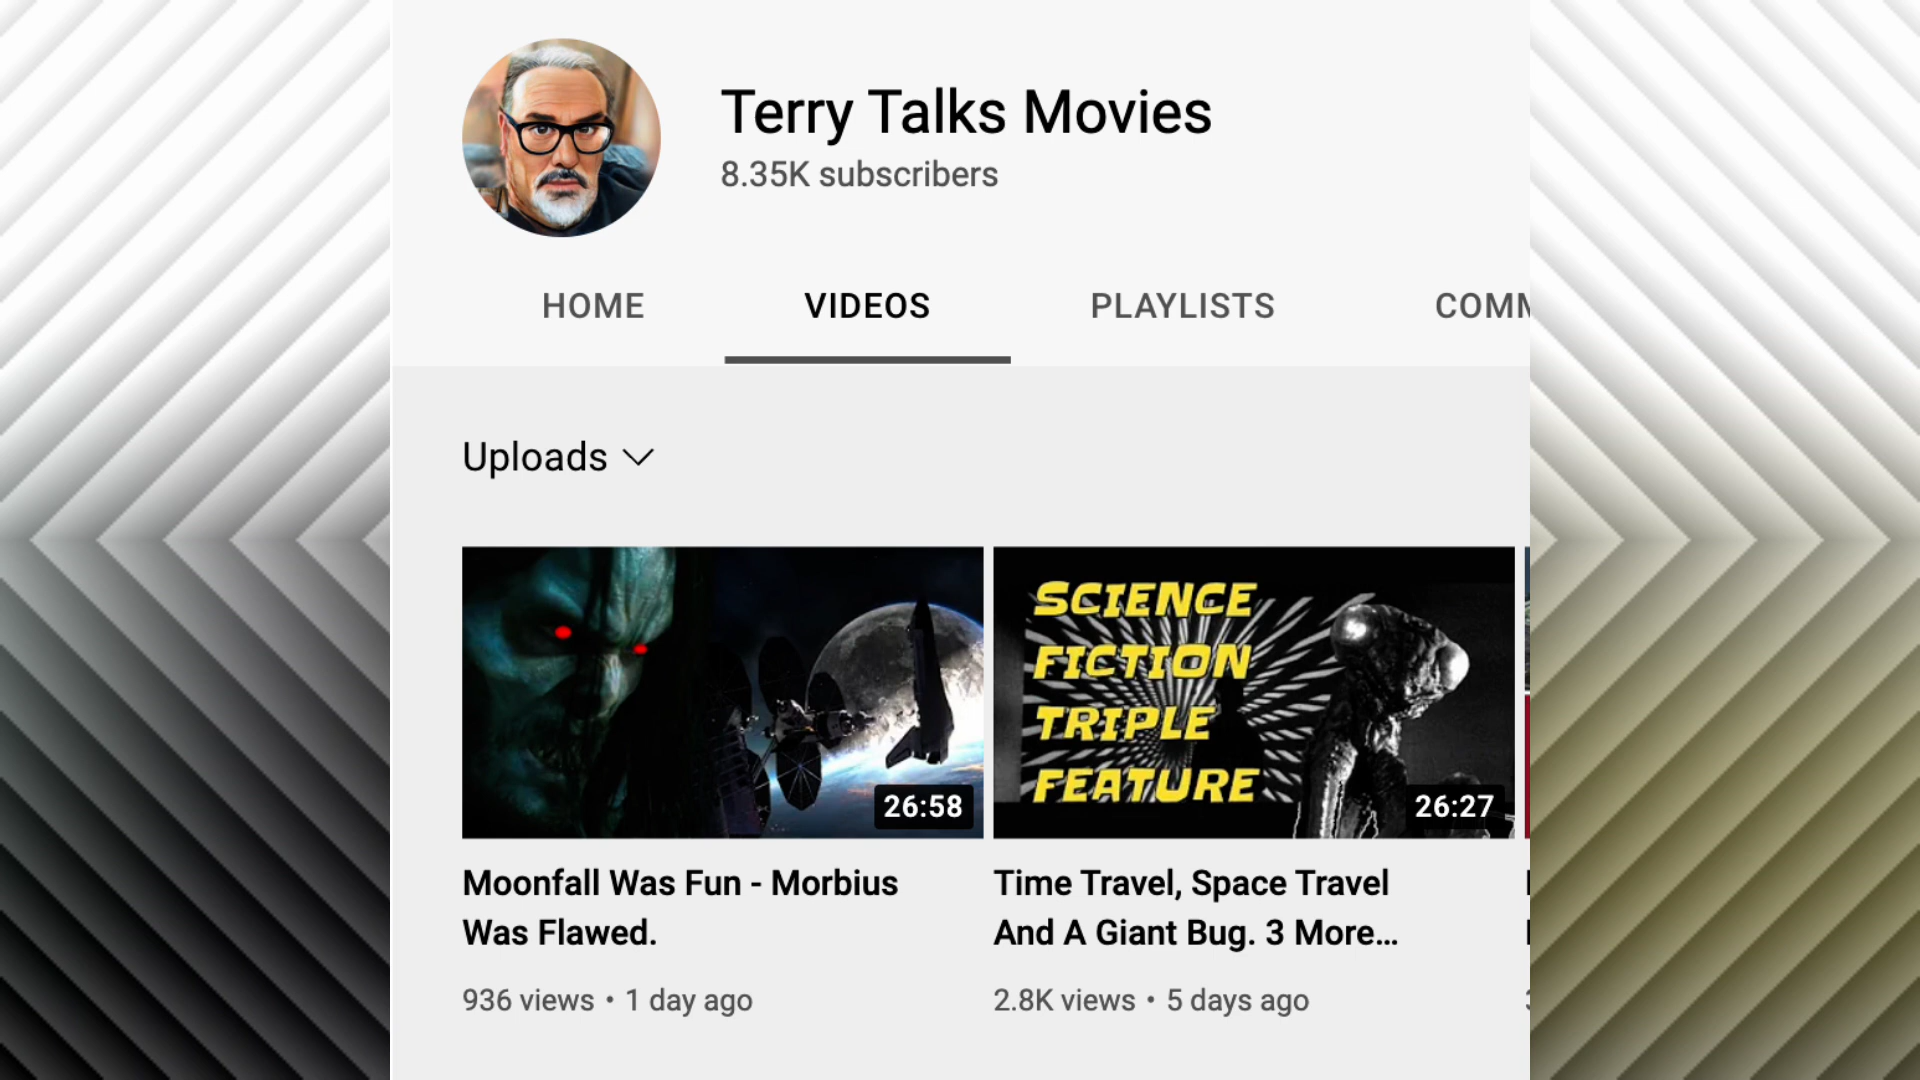 Terry Talks Movies
8.35K subscribers
HOME
VIDEOS
PLAYLISTS
Uploads
SCIENCE
FICTION
TRIPLE
FEATURE
26:58
26:27
Moonfall Was Fun - Morbius
Was Flawed.
Time Travel, Space Travel
And A Giant Bug. 3 More...
936 views • 1 day ago
2.8K views • 5 days ago